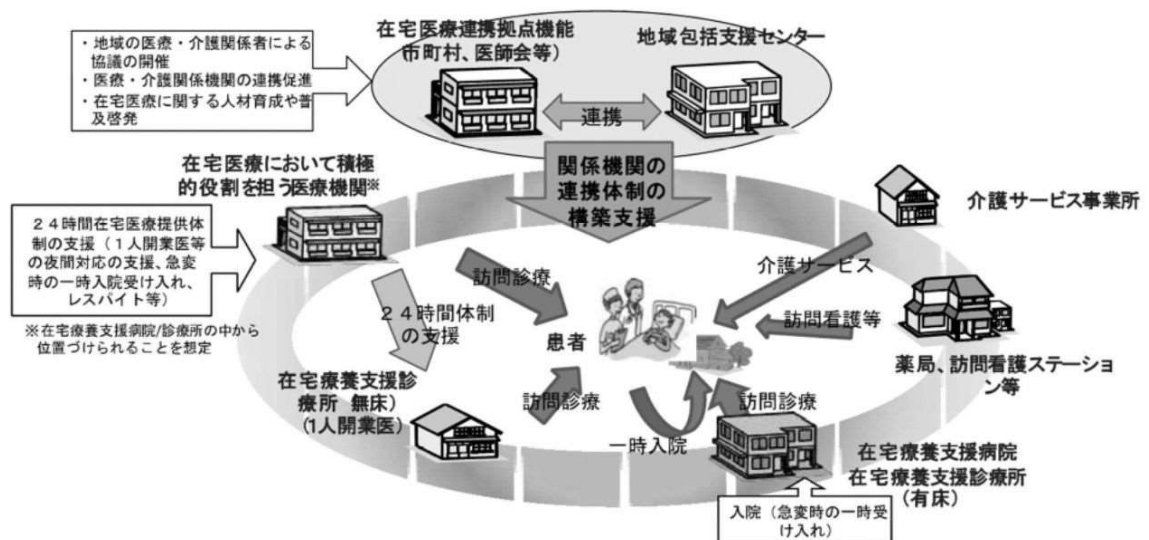 在宅医療連携拠点機能
市町村、医師会等）
地域包括支援センター
・地域の医療・介護関係者による
協議の開催
・医療・介護関係機関の連携促進
・在宅医療に関する人材育成や普
及啓発
連携
関係機関の
連携体制の
構築支援
在宅医療において積極
的役割を担う医療機関※
２４時間在宅医療提供体
制の支援（１人開業医等
の夜間対応の支援、急変
時の一時入院受け入れ、
レスパイト等）
※在宅療養支援病院/診療所の中から
位置づけられることを想定
介護サービス事業所
訪問診療
介護サービス
２４時間体制
の支援
訪問看護等
患者
薬局、訪問看護ステーショ
ン等
在宅療養支援診
療所 無床）
（1人開業医）
訪問診療
訪問診療
一時入院
在宅療養支援病院
在宅療養支援診療所
（有床）
入院（急変時の一時受
け入れ）